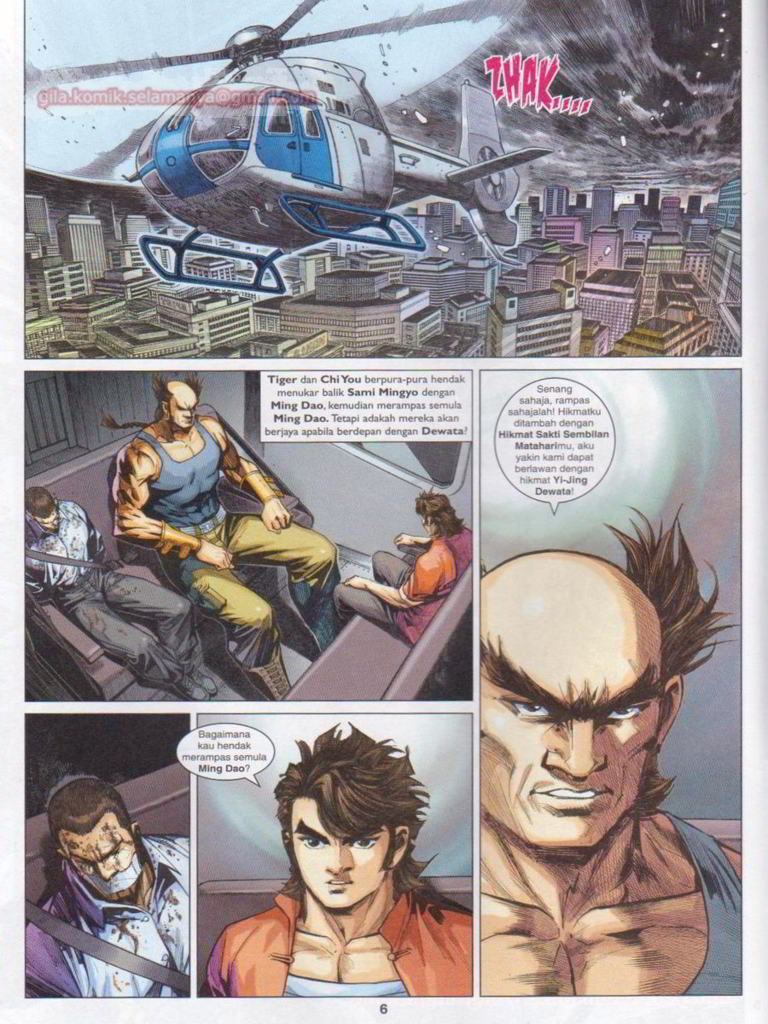 gila.komik.selamanya@gmail.com
ZHAK....
Tiger dan Chi You berpura-pura hendak
menukar balik Sami Mingyo dengan
Ming Dao, kemudian merampas semula
Ming Dao. Tetapi adakah mereka akan
berjaya apabila berdepan dengan Dewata?
Bagaimana
kau hendak
merampas semula
Ming Dao?
Senang
sahaja, rampas
sahajalah! Hikmatku
ditambah dengan
Hikmat Sakti Sembilan
Mataharimu, aku
yakin kami dapat
berlawan dengan
hikmat Yi-Jing
Dewata!
6